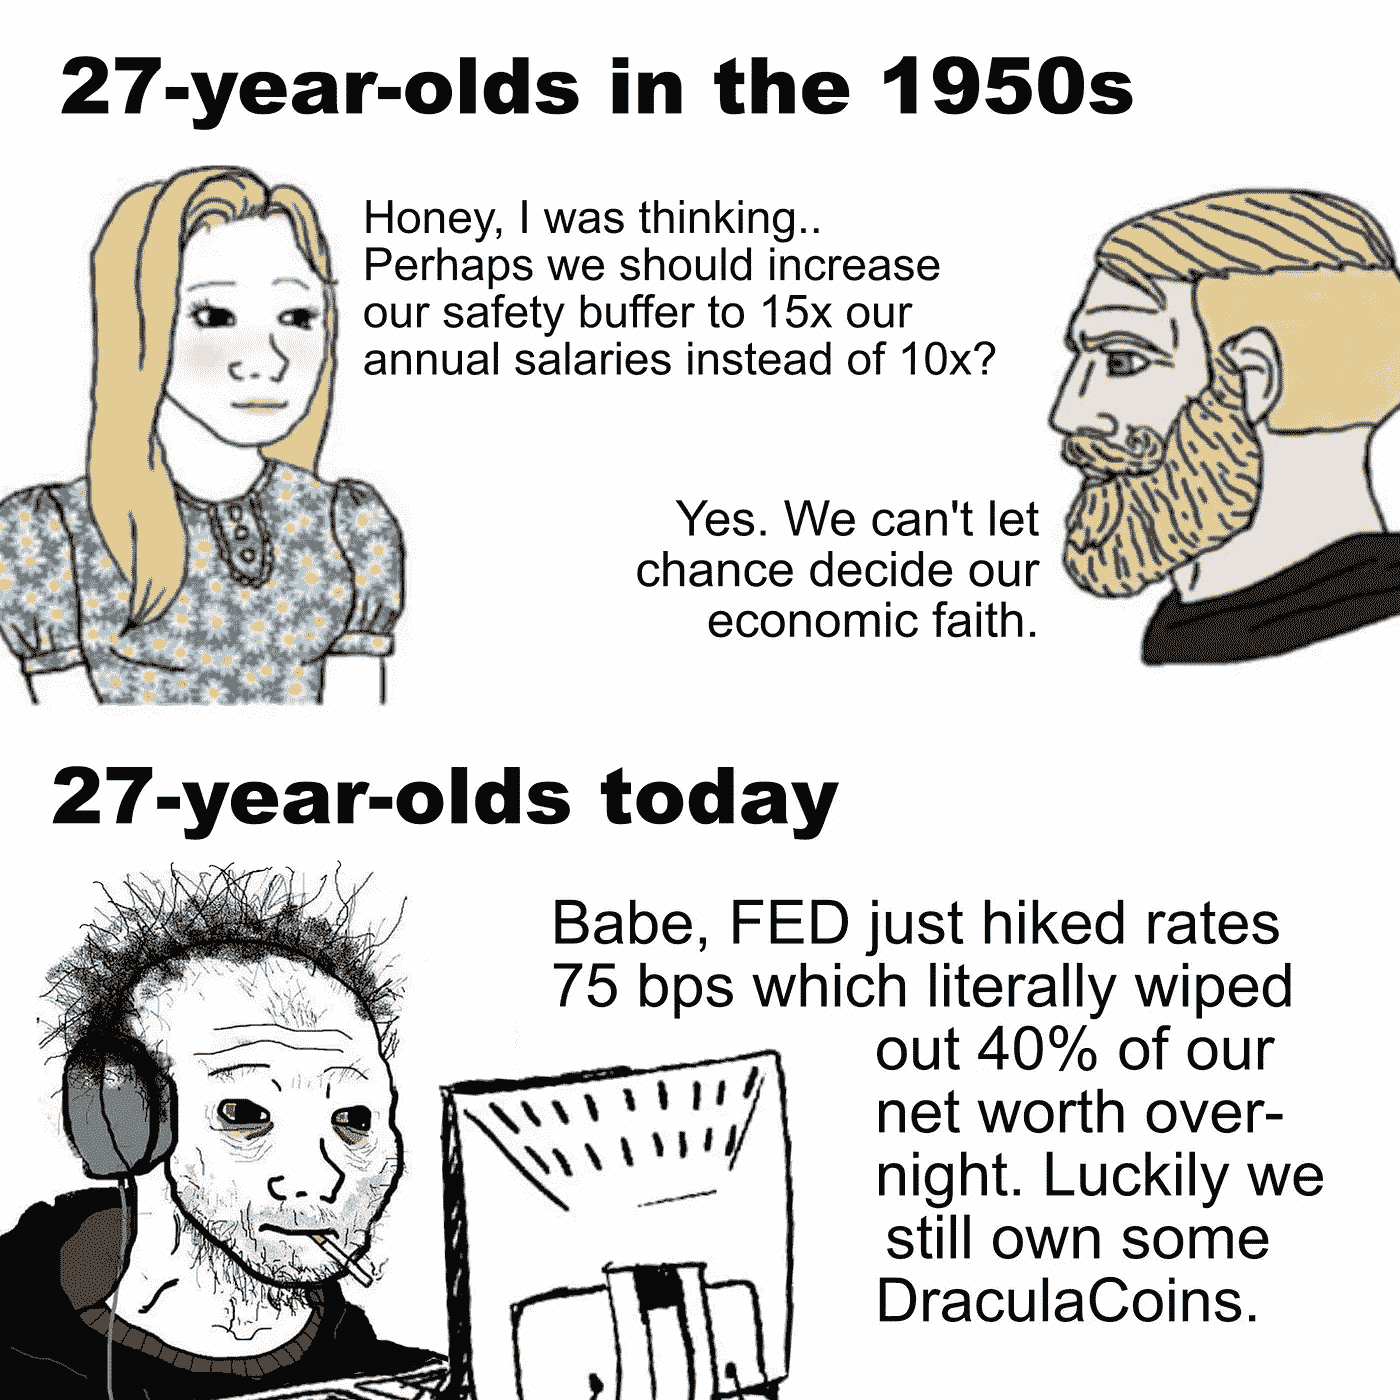 27-year-olds in the 1950s
Honey, I was thinking..
Perhaps we should increase
our safety buffer to 15x our
annual salaries instead of 10x?
Yes. We can't let
chance decide our
economic faith.
27-year-olds today
Babe, FED just hiked rates
75 bps which literally wiped
out 40% of our
net worth over-
night. Luckily we
still own some
DraculaCoins.